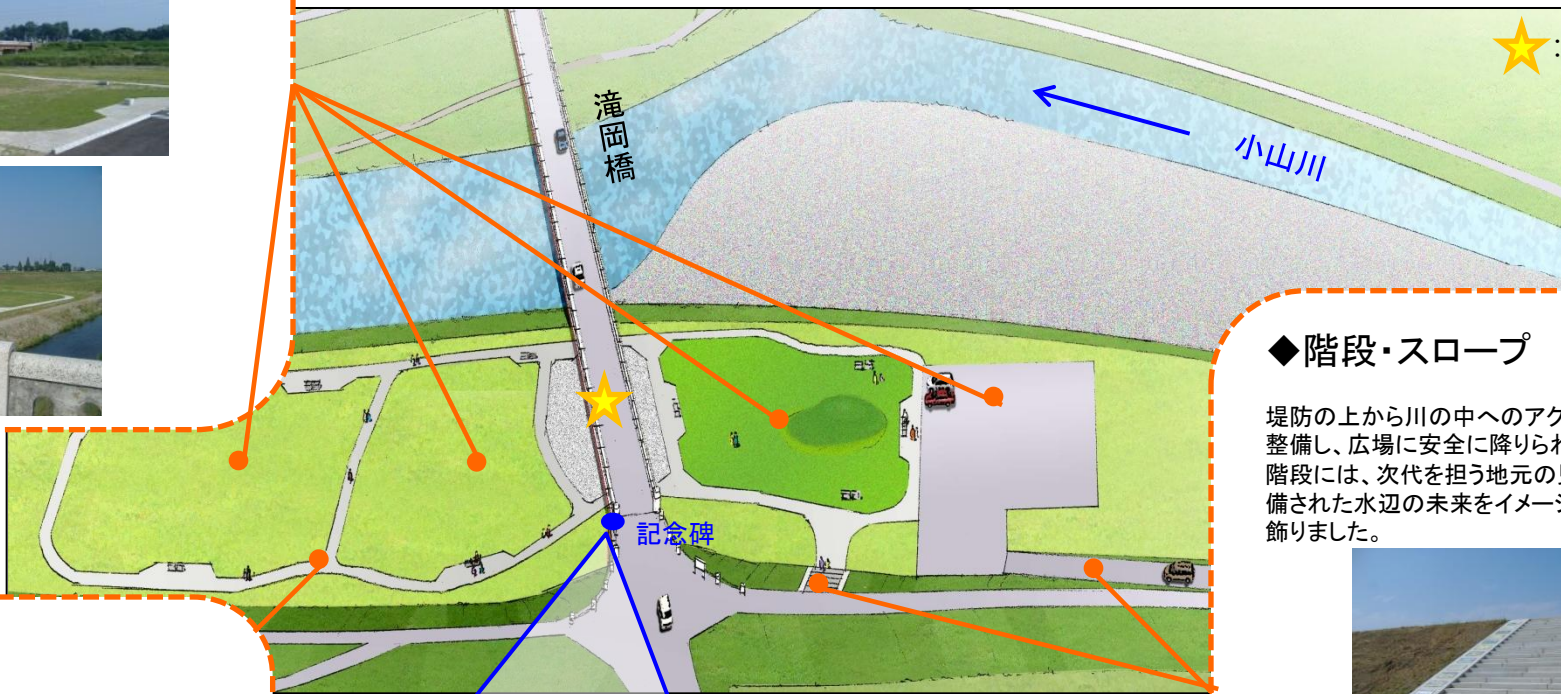 :
滝岡橋
小山川
記念碑
◆階段・スロープ
堤防の上から川の中へのアク
整備し、広場に安全に降りられ
階段には、次代を担う地元の
備された水辺の未来をイメージ
飾りました。